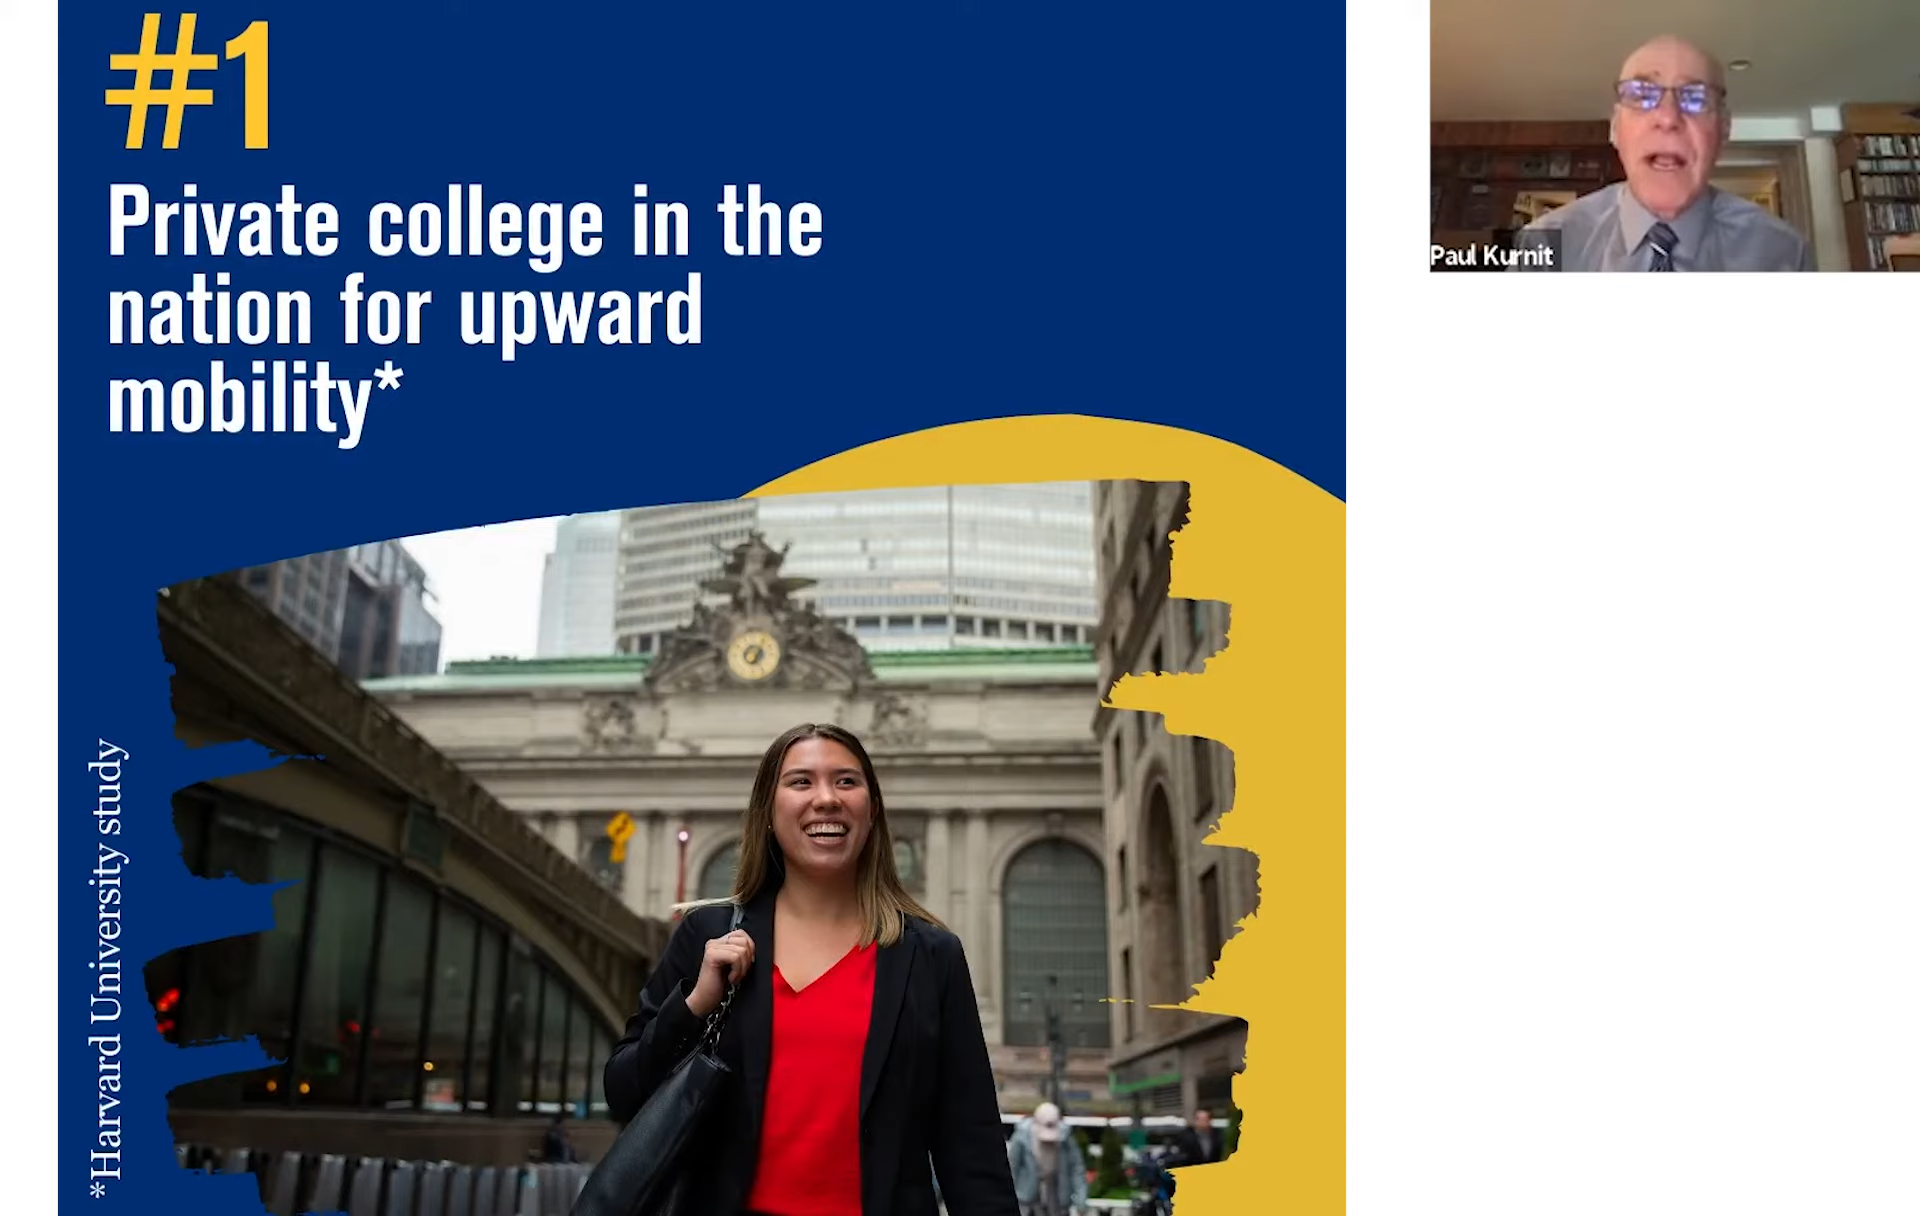 #1
Private college in the
nation for upward
mobility*
*Harvard University study
Paul Kurnit